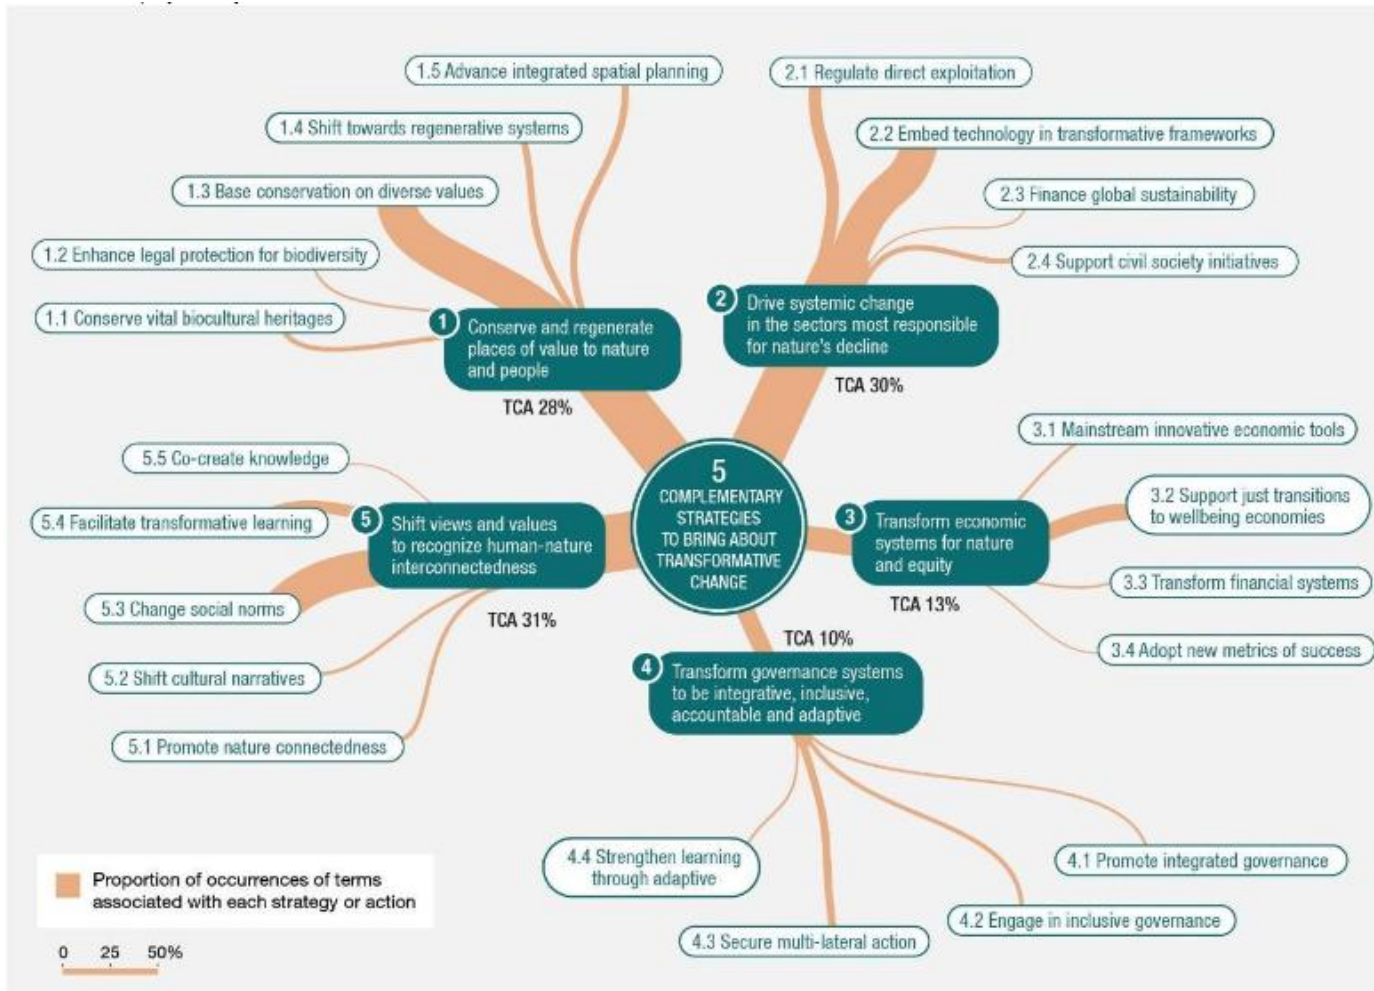 1.5 Advance integrated spatial planning
1.4 Shift towards regenerative systems
1.3 Base conservation on diverse values
1.2 Enhance legal protection for biodiversity
1.1 Conserve vital biocultural heritages
1 Conserve and regenerate
places of value to nature
and people
TCA 28%
2.1 Regulate direct exploitation
2.2 Embed technology in transformative frameworks
2.3 Finance global sustainability
2.4 Support civil society initiatives
2 Drive systemic change
in the sectors most responsible
for nature's decline
TCA 30%
5
COMPLEMENTARY
STRATEGIES
TO BRING ABOUT
TRANSFORMATIVE
CHANGE
3.1 Mainstream innovative economic tools
3.2 Support just transitions
to wellbeing economies
3.3 Transform financial systems
3.4 Adopt new metrics of success
3 Transform economic
systems for nature
and equity
TCA 13%
5.5 Co-create knowledge
5.4 Facilitate transformative learning
5.3 Change social norms
5.2 Shift cultural narratives
5.1 Promote nature connectedness
5 Shift views and values
to recognize human-nature
interconnectedness
TCA 31%
TCA 10%
4 Transform governance systems
to be integrative, inclusive,
accountable and adaptive
4.4 Strengthen learning
through adaptive
4.3 Secure multi-lateral action
4.2 Engage in inclusive governance
4.1 Promote integrated governance
Proportion of occurrences of terms
associated with each strategy or action
0 25 50%